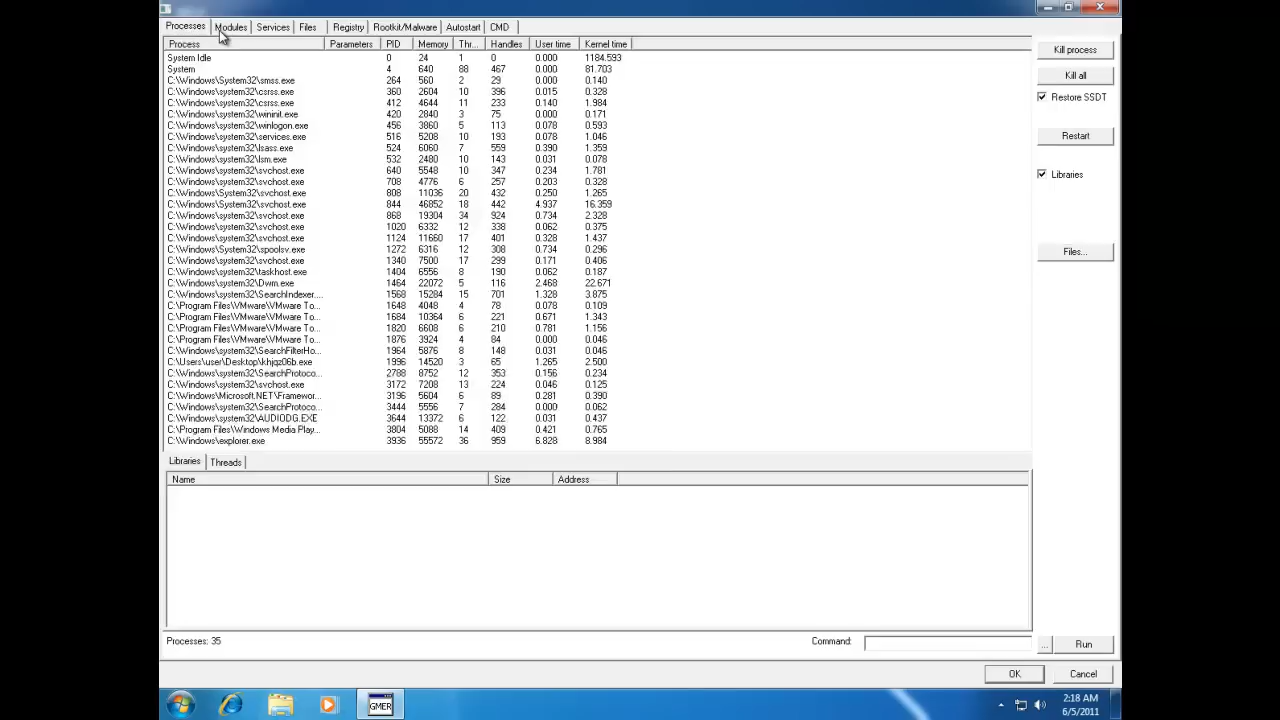 Processes Modules Services Files Registry Rootkit/Malware Autostart CMD
Process Parameters PID Memory Thr... Handles User time Kernel time
System Idle 0 24 1 0 0.000 1184.593
System 4 640 88 467 0.000 81.703
C:\Windows\System32\smss.exe 264 560 2 29 0.000 0.140
C:\Windows\system32\csrss.exe 360 2604 10 396 0.015 0.328
C:\Windows\system32\csrss.exe 412 4644 11 233 0.140 1.984
C:\Windows\system32\wininit.exe 420 2840 3 75 0.000 0.171
C:\Windows\system32\winlogon.exe 456 3860 5 113 0.078 0.593
C:\Windows\system32\services.exe 516 5208 10 193 0.078 1.046
C:\Windows\system32\lsass.exe 524 6060 7 559 0.390 1.359
C:\Windows\system32\lsm.exe 532 2480 10 143 0.031 0.078
C:\Windows\system32\svchost.exe 640 5548 10 347 0.234 1.781
C:\Windows\system32\svchost.exe 708 4776 6 257 0.203 0.328
C:\Windows\System32\svchost.exe 808 11036 20 432 0.250 1.265
C:\Windows\System32\svchost.exe 844 46852 18 442 4.937 16.359
C:\Windows\system32\svchost.exe 868 19304 34 924 0.734 2.328
C:\Windows\system32\svchost.exe 1020 6332 12 338 0.062 0.375
C:\Windows\system32\svchost.exe 1124 11660 17 401 0.328 1.437
C:\Windows\System32\spoolsv.exe 1272 6316 12 308 0.734 0.296
C:\Windows\system32\svchost.exe 1340 7500 17 299 0.171 0.406
C:\Windows\system32\taskhost.exe 1404 6556 8 190 0.062 0.187
C:\Windows\system32\Dwm.exe 1464 22072 5 116 2.468 22.671
C:\Windows\system32\SearchIndexer.... 1568 15284 15 701 1.328 3.875
C:\Program Files\VMware\VMware To... 1648 4048 4 78 0.078 0.109
C:\Program Files\VMware\VMware To... 1684 10364 6 221 0.671 1.343
C:\Program Files\VMware\VMware To... 1820 6608 6 210 0.781 1.156
C:\Program Files\VMware\VMware To... 1876 3924 4 84 0.000 0.046
C:\Windows\system32\SearchFilterHo... 1964 5876 8 148 0.031 0.046
C:\Users\user\Desktop\khjqz06b.exe 1996 14520 3 65 1.265 2.500
C:\Windows\system32\SearchProtoco... 2788 8752 12 353 0.156 0.234
C:\Windows\system32\svchost.exe 3172 7208 13 224 0.046 0.125
C:\Windows\Microsoft.NET\Framewor... 3196 5604 6 89 0.281 0.390
C:\Windows\system32\SearchProtoco... 3444 5556 7 284 0.000 0.062
C:\Windows\system32\AUDIODG.EXE 3644 13372 6 122 0.031 0.437
C:\Program Files\Windows Media Play... 3804 5088 14 409 0.421 0.765
C:\Windows\explorer.exe 3936 55572 36 959 6.828 8.984
Kill process
Kill all
Restore SSDT
Restart
Libraries
Files...
Libraries Threads
Name Size Address
Processes: 35 Command: ... Run
OK Cancel
GMER
2:18 AM
6/5/2011